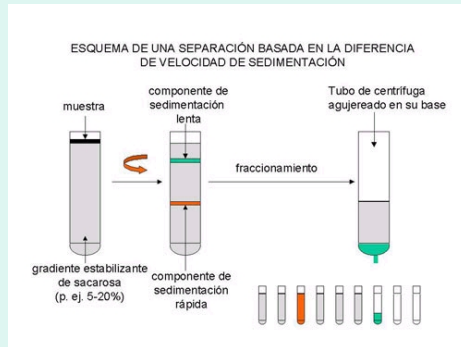 ESQUEMA DE UNA SEPARACIÓN BASADA EN LA DIFERENCIA
DE VELOCIDAD DE SEDIMENTACIÓN
muestra
componente de
sedimentación
lenta
Tubo de centrífuga
agujereado en su base
fraccionamiento
gradiente estabilizante
de sacarosa
(p. ej. 5-20%)
componente de
sedimentación
rápida